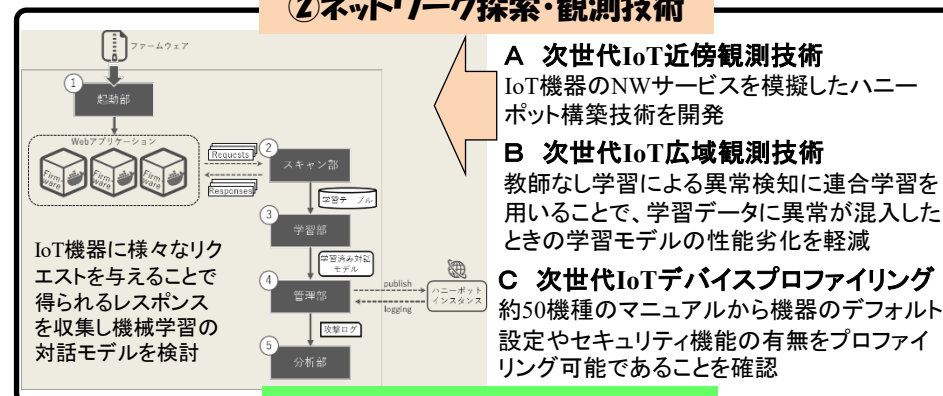 ②ネットワーク探索・観測技術
ファームウェア
1
起動部
Webアプリケーション
Firmware
Firmware
Firmware
Requests
Responses
2
スキャン部
学習テーブル
3
学習部
学習済み対話
モデル
4
管理部
publish
logging
ハニーポット
インスタンス
攻撃ログ
5
分析部
IoT機器に様々なリク
エストを与えることで
得られるレスポンス
を収集し機械学習の
対話モデルを検討
A 次世代IoT近傍観測技術
IoT機器のNWサービスを模擬したハニー
ポット構築技術を開発
B 次世代IoT広域観測技術
教師なし学習による異常検知に連合学習を
用いることで、学習データに異常が混入した
ときの学習モデルの性能劣化を軽減
C 次世代IoTデバイスプロファイリング
約50機種のマニュアルから機器のデフォルト
設定やセキュリティ機能の有無をプロファイ
リング可能であることを確認